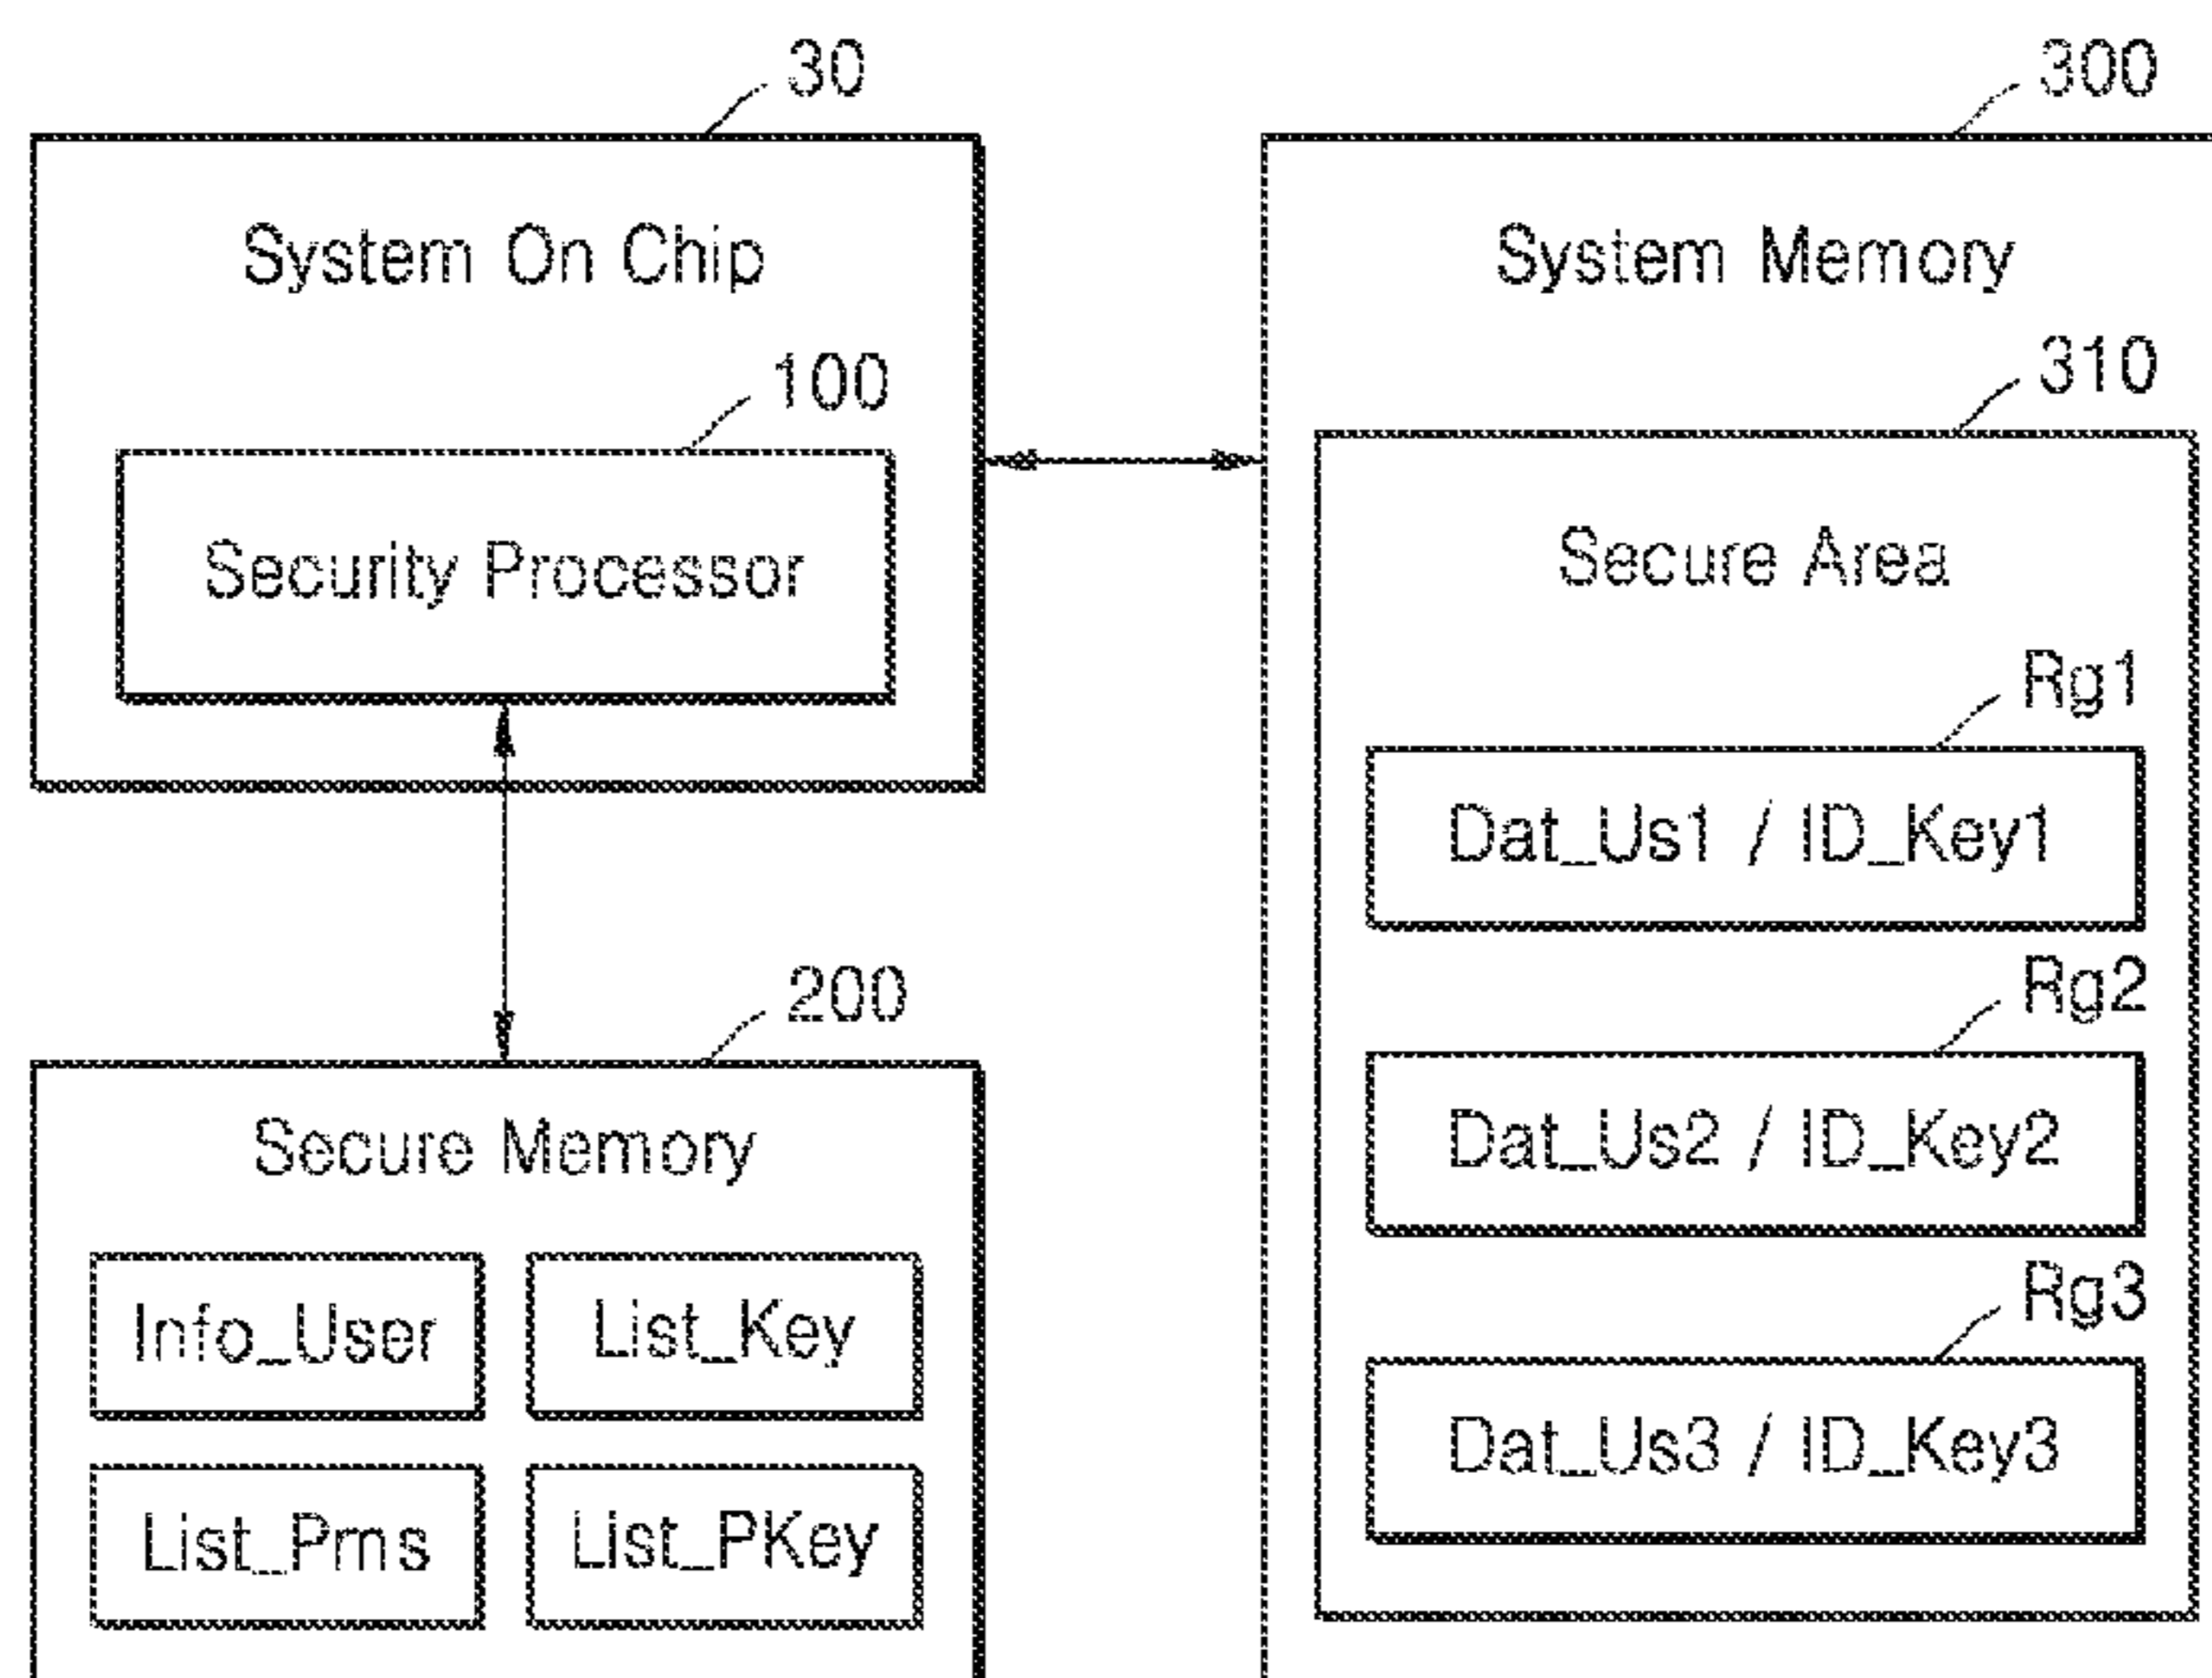 30
System On Chip
100
Security Processor
200
Secure Memory
Info_User
List_Key
List_Pms
List_PKey
300
System Memory
310
Secure Area
Rg1
Dat_Us1 / ID_Key1
Rg2
Dat_Us2 / ID_Key2
Rg3
Dat_Us3 / ID_Key3